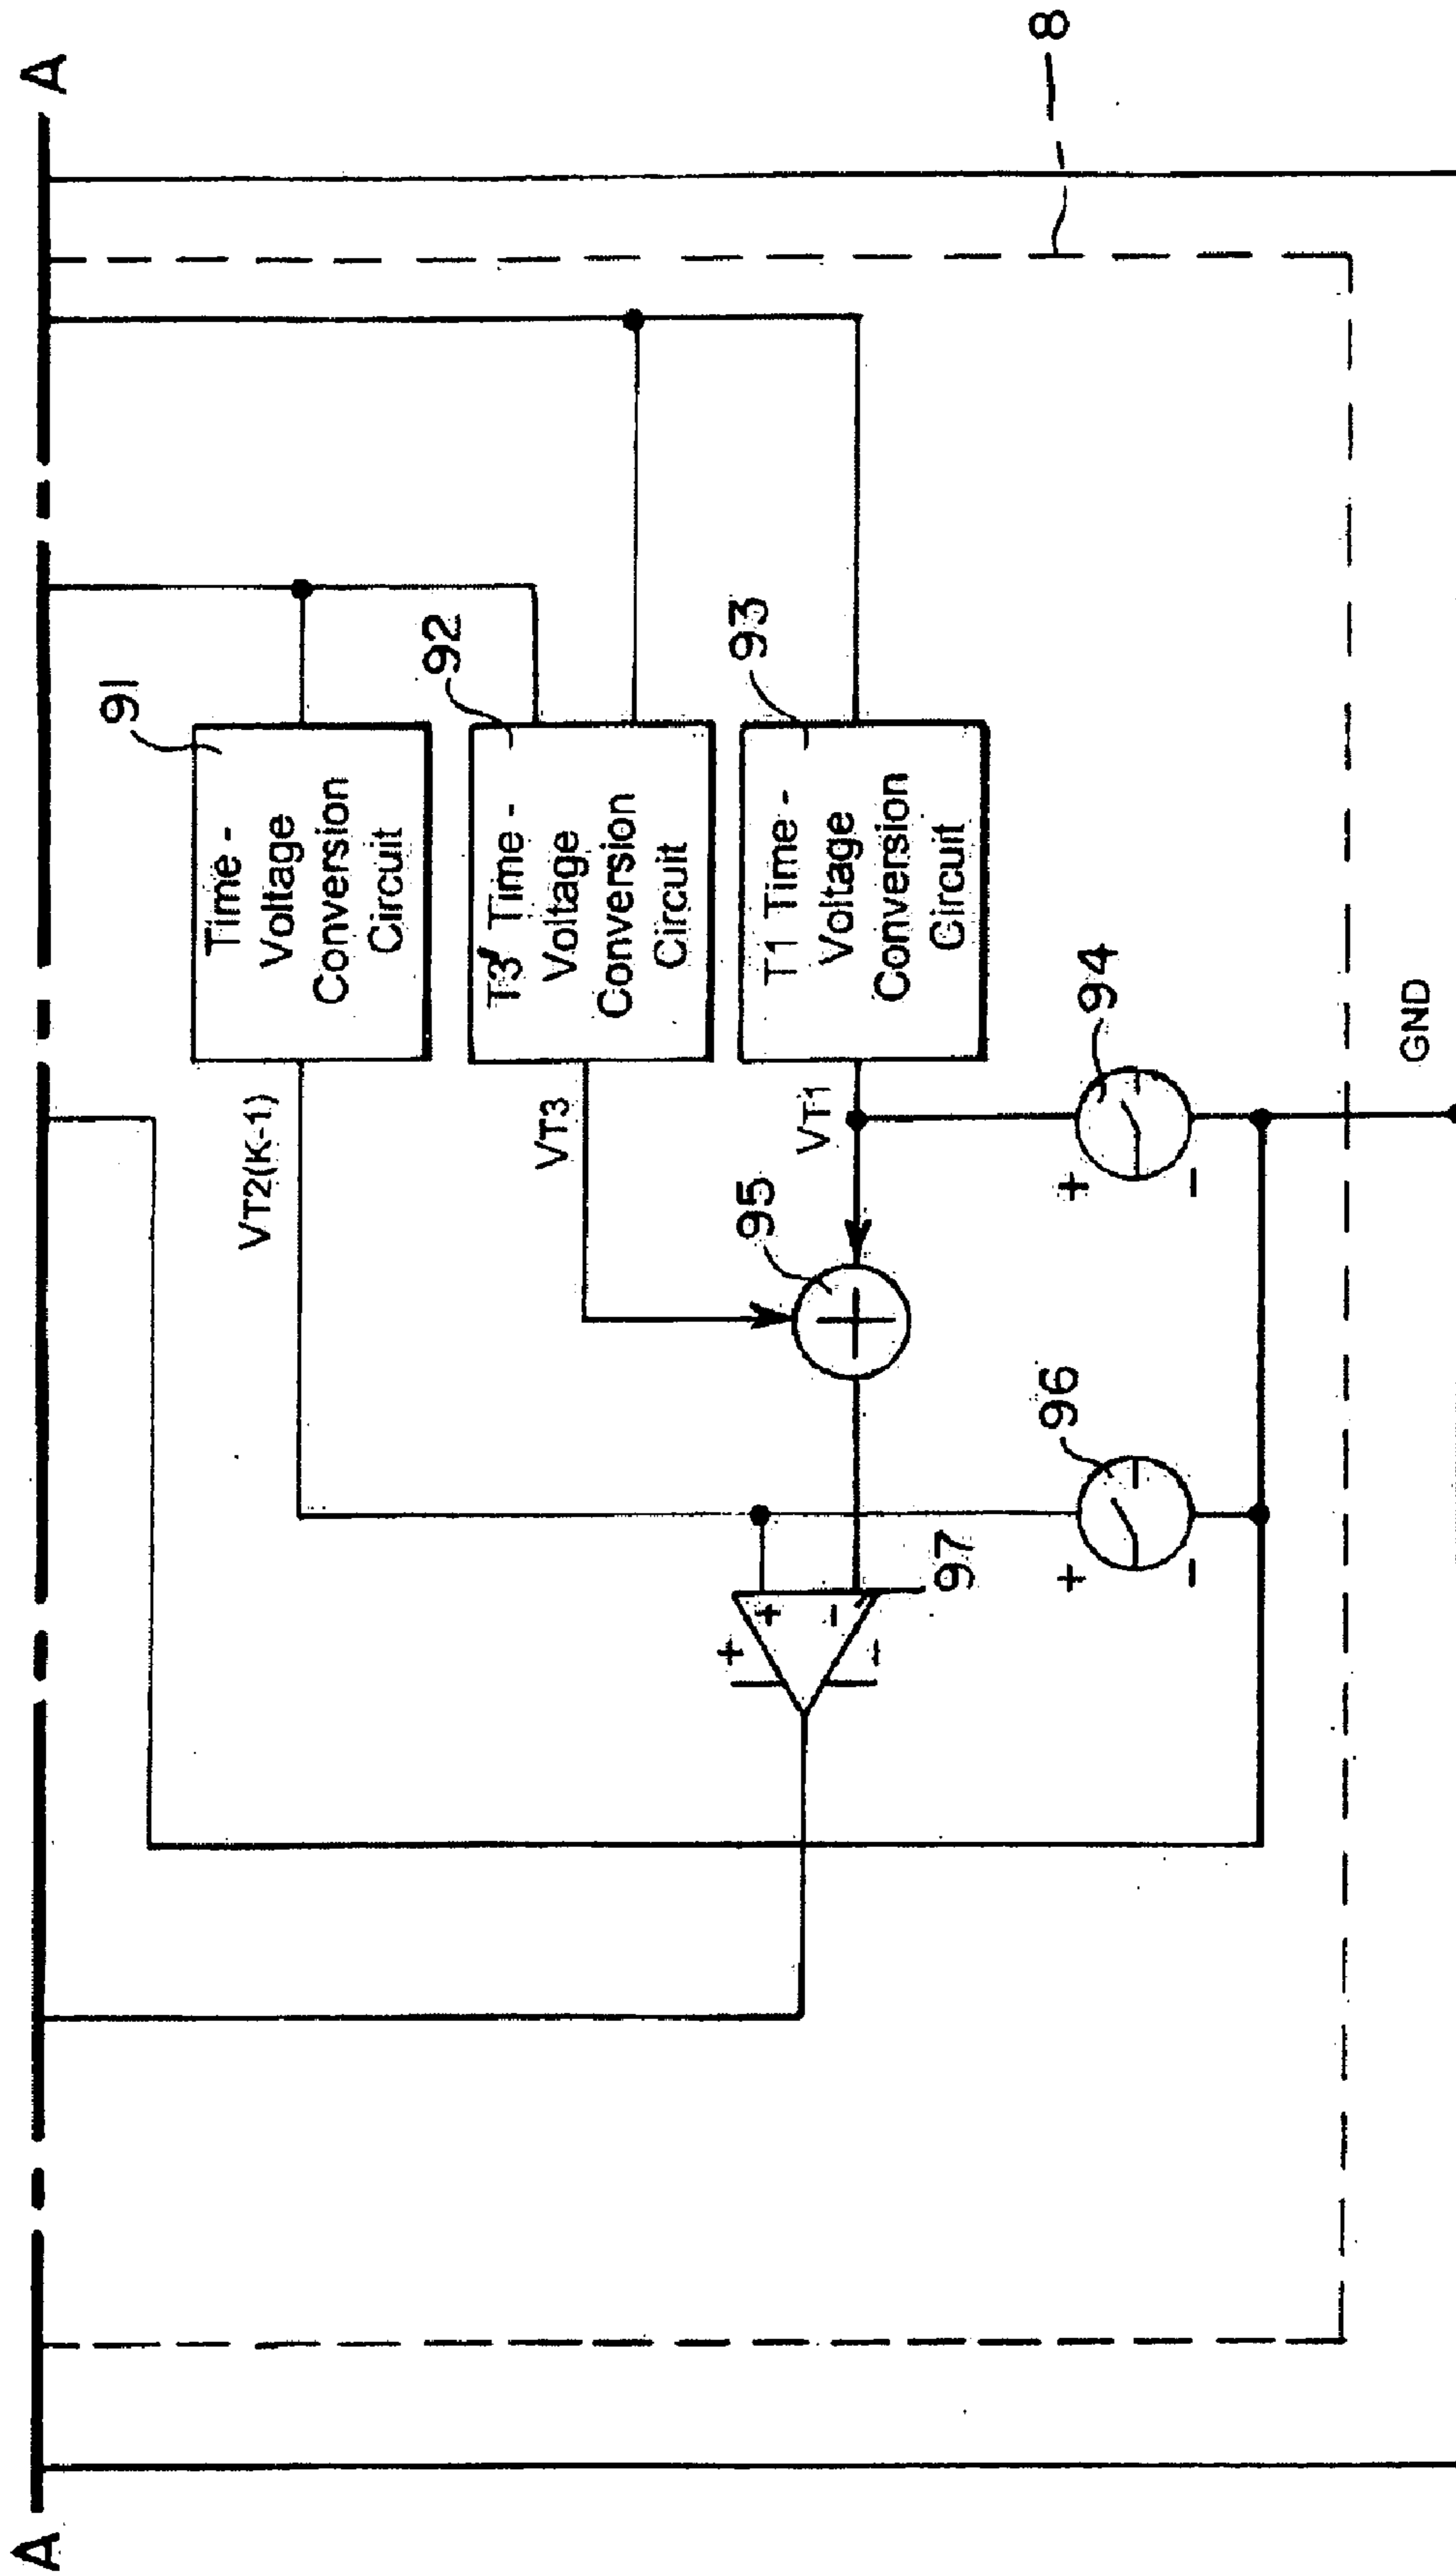 A
A
8
91
Time -
Voltage
Conversion
Circuit
92
T3' Time -
Voltage
Conversion
Circuit
93
T1 Time -
Voltage
Conversion
Circuit
VT2(K-1)
VT3
VT1
94
+
-
95
+
96
+
-
97
+
-
+
-
GND